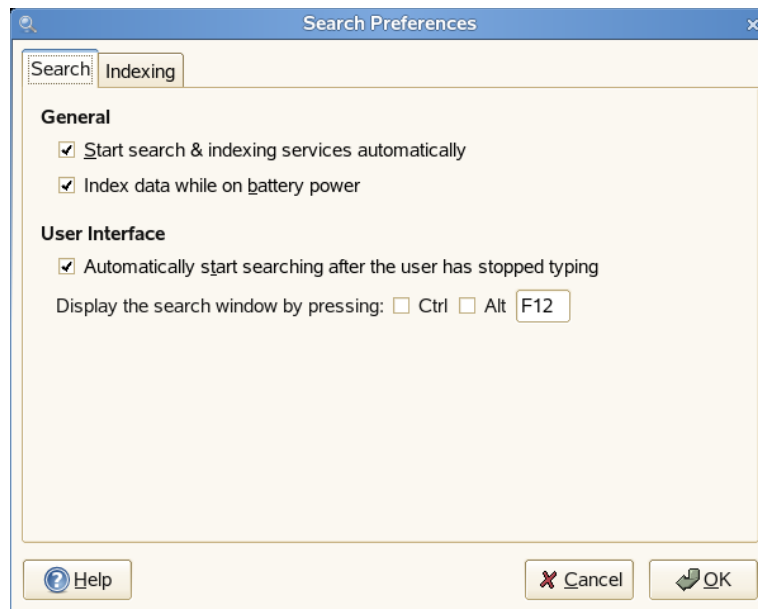 Search Preferences
Search Indexing
General
Start search & indexing services automatically
Index data while on battery power
User Interface
Automatically start searching after the user has stopped typing
Display the search window by pressing: Ctrl Alt F12
Help Cancel OK